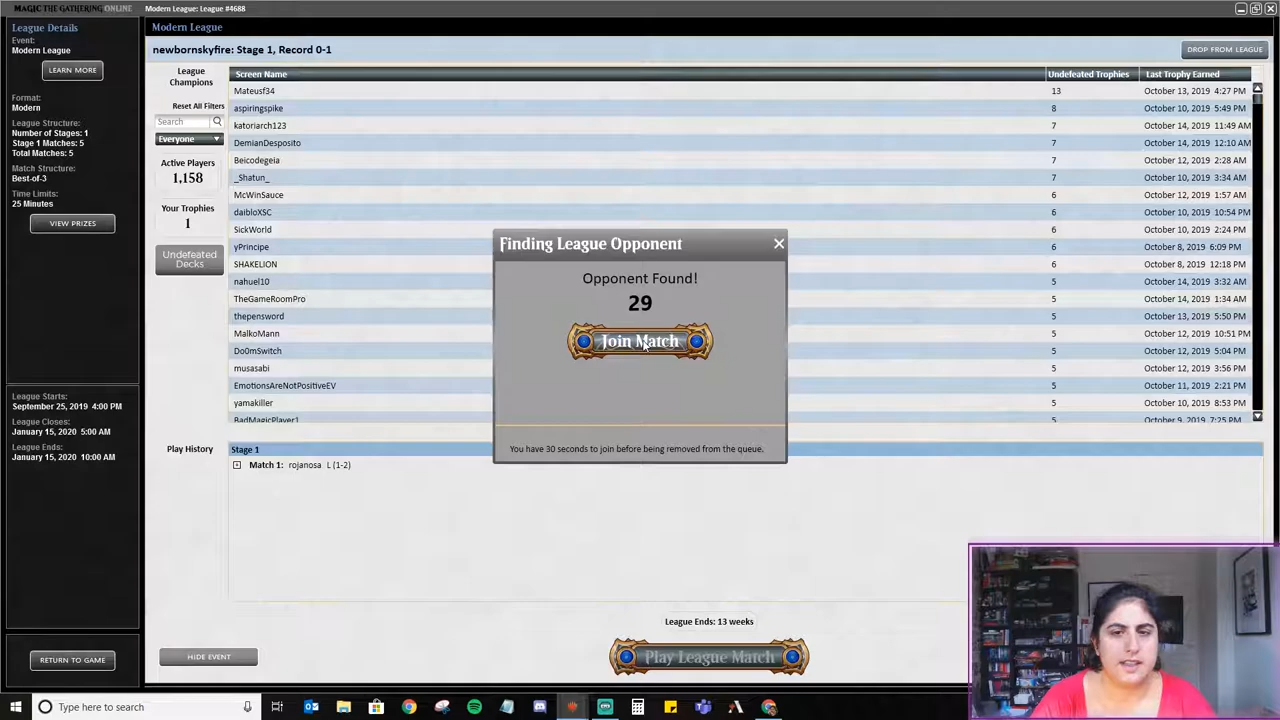 MAGIC THE GATHERING ONLINE
Modern League: League #4688
League Details
Event:
Modern League
LEARN MORE
Format:
Modern
League Structure:
Number of Stages: 1
Stage 1 Matches: 5
Total Matches: 5
Match Structure:
Best-of-3
Time Limits:
25 Minutes
VIEW PRIZES
League Starts:
September 25, 2019 4:00 PM
League Closes:
January 15, 2020 5:00 AM
League Ends:
January 15, 2020 10:00 AM
RETURN TO GAME
Modern League
newbornskyfire: Stage 1, Record 0-1
DROP FROM LEAGUE
League
Champions
Reset All Filters
Search
Everyone
Active Players
1,158
Your Trophies
1
Undefeated
Decks
Screen Name Undefeated Trophies Last Trophy Earned
Mateusf34 13 October 13, 2019 4:27 PM
aspiringspike 8 October 10, 2019 5:49 PM
katoriarch123 7 October 14, 2019 11:49 AM
DemianDesposito 7 October 14, 2019 12:10 AM
Beicodegeia 7 October 12, 2019 2:28 AM
_Shatun_ 7 October 10, 2019 3:34 AM
McWinSauce 6 October 12, 2019 1:57 AM
daibloXSC 6 October 10, 2019 10:54 PM
SickWorld 6 October 10, 2019 2:24 PM
yPrincipe 6 October 8, 2019 6:09 PM
SHAKELION 6 October 8, 2019 12:18 PM
nahuel10 5 October 14, 2019 3:32 AM
TheGameRoomPro 5 October 14, 2019 1:34 AM
thepensword 5 October 13, 2019 5:50 PM
MalkoMann 5 October 12, 2019 10:51 PM
Do0mSwitch 5 October 12, 2019 5:04 PM
musasabi 5 October 12, 2019 3:56 PM
EmotionsAreNotPositiveEV 5 October 11, 2019 2:21 PM
yamakiller 5 October 10, 2019 8:53 PM
BadMagicPlayer1 5 October 9, 2019 7:25 PM
Finding League Opponent
Opponent Found!
29
Join Match
You have 30 seconds to join before being removed from the queue.
Play History
Stage 1
Match 1: rojanosa L (1-2)
League Ends: 13 weeks
HIDE EVENT
Play League Match
Type here to search